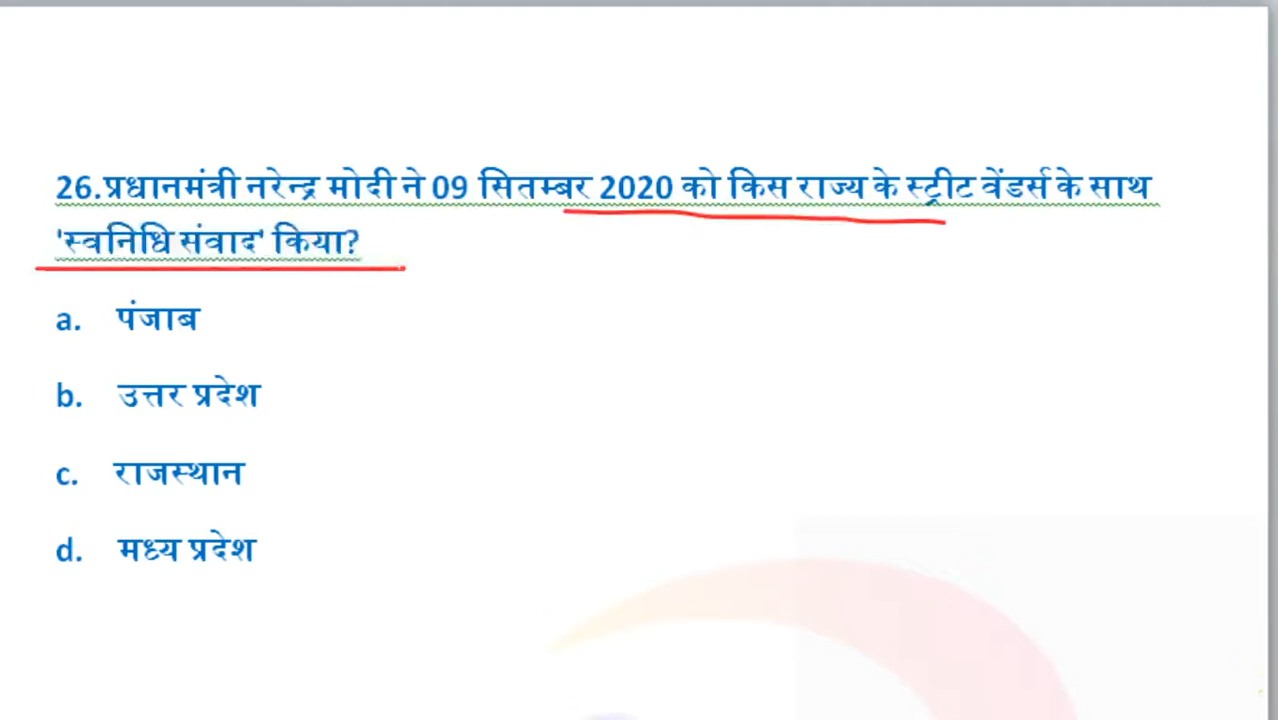 26.प्रधानमंत्री नरेन्द्र मोदी ने 09 सितम्बर 2020 को किस राज्य के स्ट्रीट वेंडर्स के साथ
'स्वनिधि संवाद' किया?
a. पंजाब
b. उत्तर प्रदेश
c. राजस्थान
d. मध्य प्रदेश